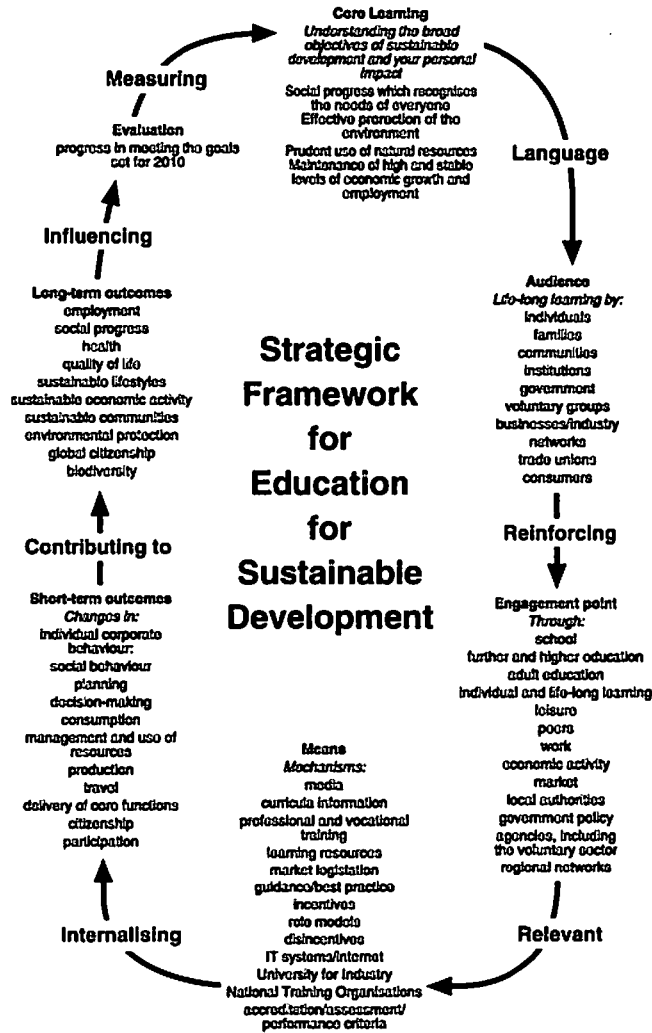 Core Learning
Understanding the broad
objectives of sustainable
development and your personal
impact
Social progress which recognises
the needs of everyone
Effective protection of the
environment
Prudent use of natural resources
Maintenance of high and stable
levels of economic growth and
employment
Language
Audience
Life-long learning by:
individuals
families
communities
institutions
government
voluntary groups
businesses/industry
networks
trade unions
consumers
Reinforcing
Engagement point
Through:
school
further and higher education
adult education
individual and life-long learning
leisure
peers
work
economic activity
market
local authorities
government policy
agencies, including
the voluntary sector
regional networks
Relevant
Means
Mechanisms:
media
curricula information
professional and vocational
training
learning resources
market legislation
guidance/best practice
incentives
role models
disincentives
IT systems/internet
University for Industry
National Training Organisations
accreditation/assessment/
performance criteria
Internalising
Short-term outcomes
Changes in:
individual corporate
behaviour:
social behaviour
planning
decision-making
consumption
management and use of
resources
production
travel
delivery of core functions
citizenship
participation
Contributing to
Long-term outcomes
employment
social progress
health
quality of life
sustainable lifestyles
sustainable economic activity
sustainable communities
environmental protection
global citizenship
biodiversity
Influencing
Evaluation
progress in meeting the goals
set for 2010
Measuring
Strategic
Framework
for
Education
for
Sustainable
Development